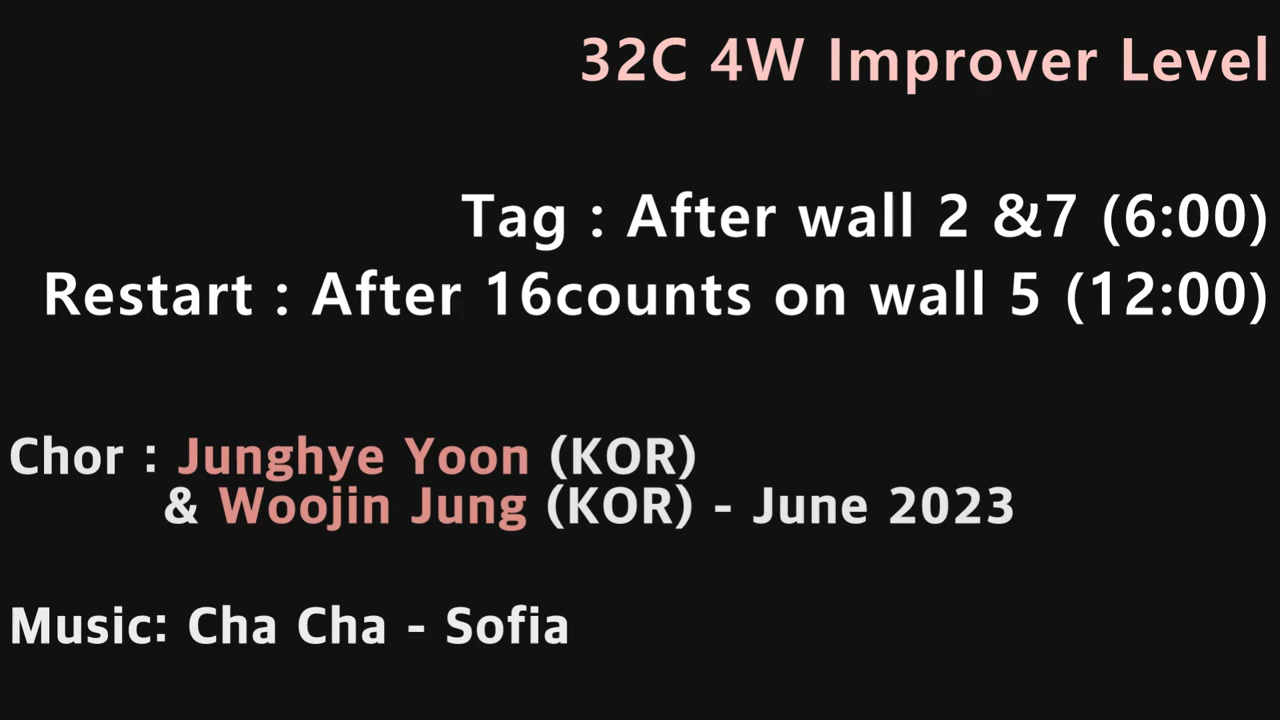 32C 4W Improver Level
Tag : After wall 2 &7 (6:00)
Restart : After 16counts on wall 5 (12:00)
Chor : Junghye Yoon (KOR)
& Woojin Jung (KOR) - June 2023
Music: Cha Cha - Sofia